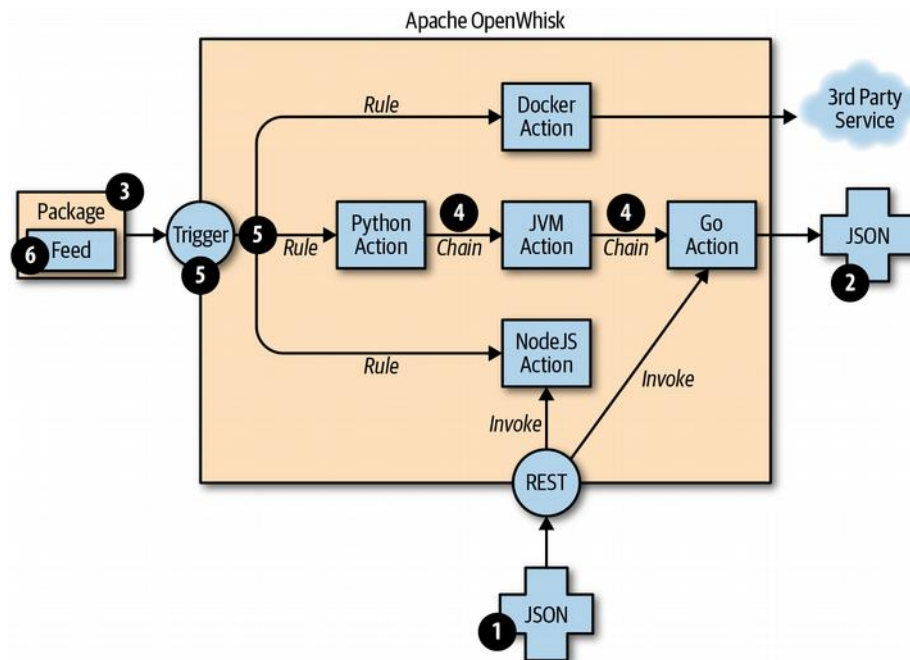 Apache OpenWhisk
Rule
Docker
Action
3rd Party
Service
3
Package
6
Feed
Trigger
5
5
Rule
Python
Action
4
Chain
JVM
Action
4
Chain
Go
Action
JSON
2
Rule
NodeJS
Action
Invoke
Invoke
REST
1
JSON